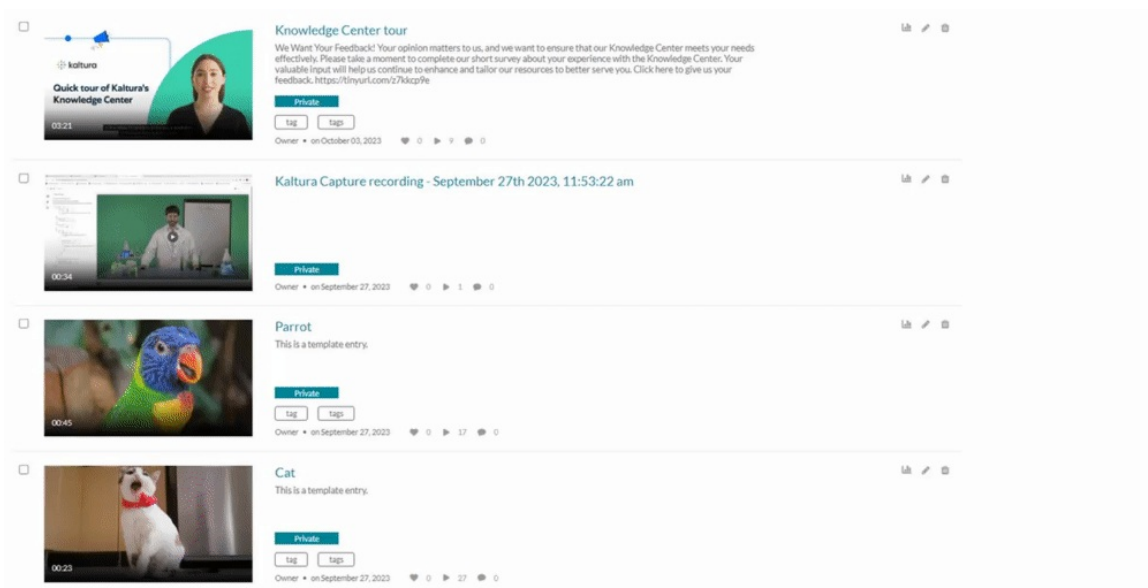 Knowledge Center tour
We Want Your Feedback! Your opinion matters to us, and we want to ensure that our Knowledge Center meets your needs
effectively. Please take a moment to complete our short survey about your experience with the Knowledge Center. Your
valuable input will help us continue to enhance and tailor our resources to better serve you. Click here to give us your
feedback. https://tinyurl.com/z7kkcp9e
kaltura
Quick tour of Kaltura's
Knowledge Center
03:21
Private
tag tags
Owner • on October 03, 2023 0 9 0
Kaltura Capture recording - September 27th 2023, 11:53:22 am
00:34
Private
Owner • on September 27, 2023 0 1 0
Parrot
This is a template entry.
00:45
Private
tag tags
Owner • on September 27, 2023 0 17 0
Cat
This is a template entry.
00:23
Private
tag tags
Owner • on September 27, 2023 0 27 0